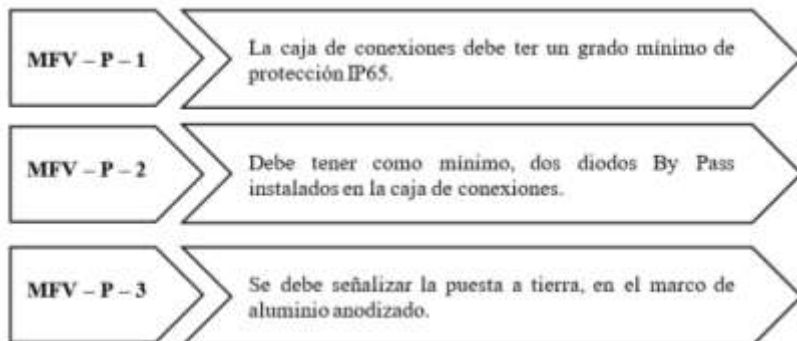 MFV – P – 1
La caja de conexiones debe ter un grado mínimo de
protección IP65.
MFV – P – 2
Debe tener como mínimo, dos diodos By Pass
instalados en la caja de conexiones.
MFV – P – 3
Se debe señalizar la puesta a tierra, en el marco de
aluminio anodizado.